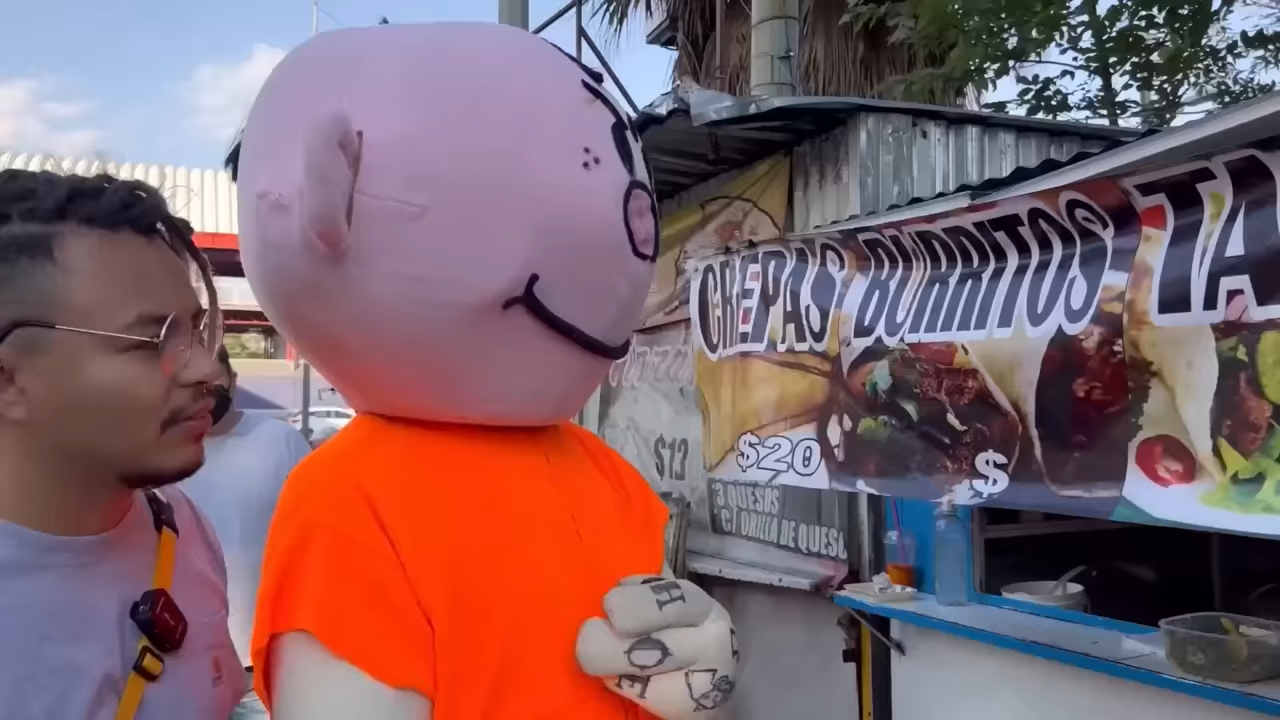 CREPAS BURRITOS TA
$20
$
$13
3 QUESOS
C/ ORILLA DE QUESO
H
O